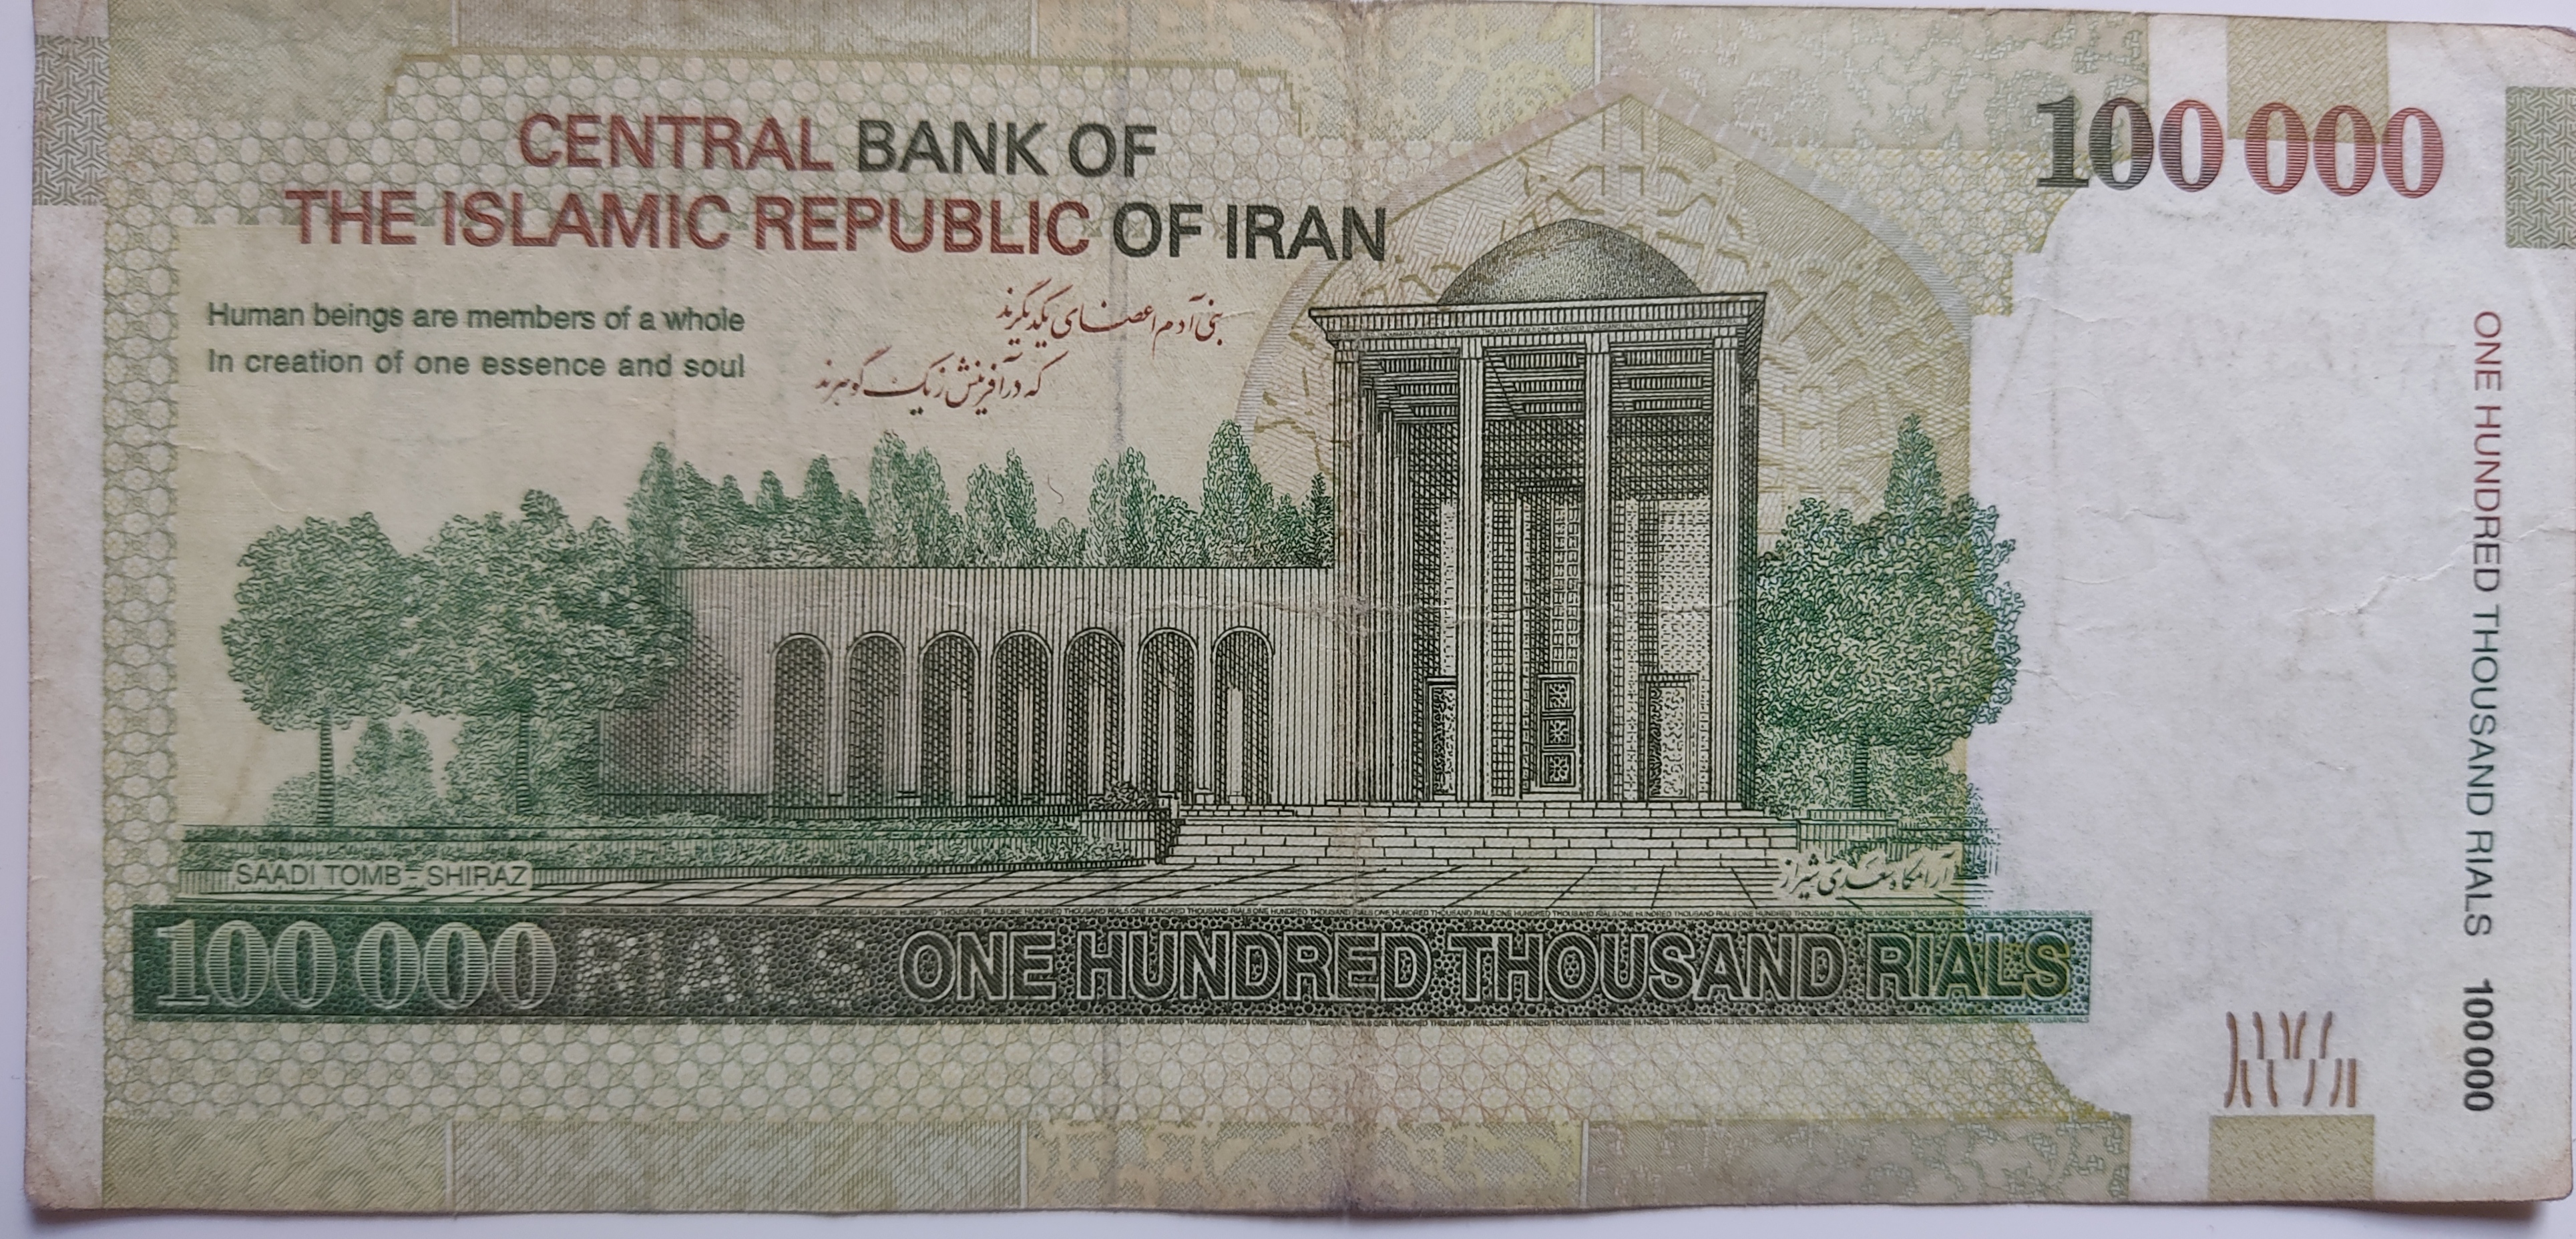 CENTRAL BANK OF
THE ISLAMIC REPUBLIC OF IRAN
100 000
Human beings are members of a whole
In creation of one essence and soul
بنی آدم اعضای یکدیگرند
که در آفرینش ز یک گوهرند
SAADI TOMB - SHIRAZ
آرامگاه سعدی شیراز
100 000 RIALS ONE HUNDRED THOUSAND RIALS
ONE HUNDRED THOUSAND RIALS 100 000